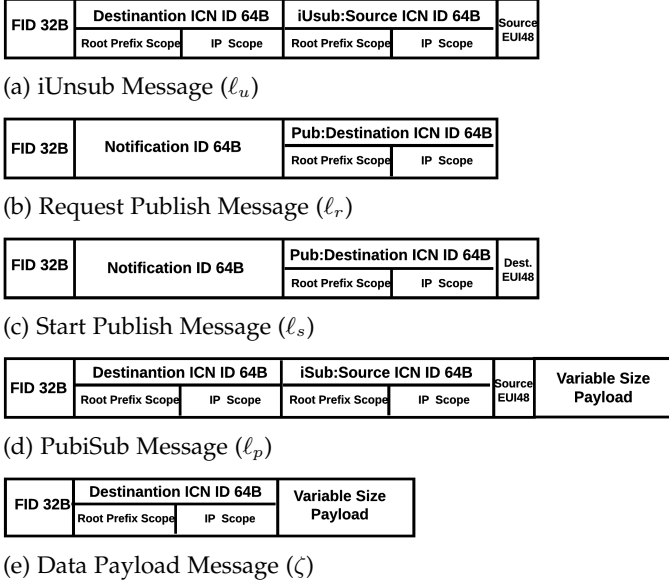 FID 32B Destinantion ICN ID 64B iUsub:Source ICN ID 64B Source EUI48
Root Prefix Scope IP Scope Root Prefix Scope IP Scope
(a) iUnsub Message (ℓu)
FID 32B Notification ID 64B Pub:Destination ICN ID 64B
Root Prefix Scope IP Scope
(b) Request Publish Message (ℓr)
FID 32B Notification ID 64B Pub:Destination ICN ID 64B Dest. EUI48
Root Prefix Scope IP Scope
(c) Start Publish Message (ℓs)
FID 32B Destinantion ICN ID 64B iSub:Source ICN ID 64B Source EUI48 Variable Size Payload
Root Prefix Scope IP Scope Root Prefix Scope IP Scope
(d) PubiSub Message (ℓp)
FID 32B Destinantion ICN ID 64B Variable Size Payload
Root Prefix Scope IP Scope
(e) Data Payload Message (ζ)